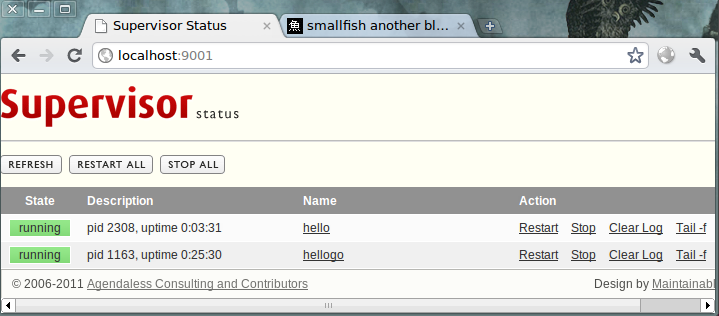 Supervisor Status
魚 smallfish another bl...
localhost:9001
Supervisor status
REFRESH RESTART ALL STOP ALL
State Description Name Action
running pid 2308, uptime 0:03:31 hello Restart Stop Clear Log Tail -f
running pid 1163, uptime 0:25:30 hellogo Restart Stop Clear Log Tail -f
© 2006-2011 Agendaless Consulting and Contributors Design by Maintainabl